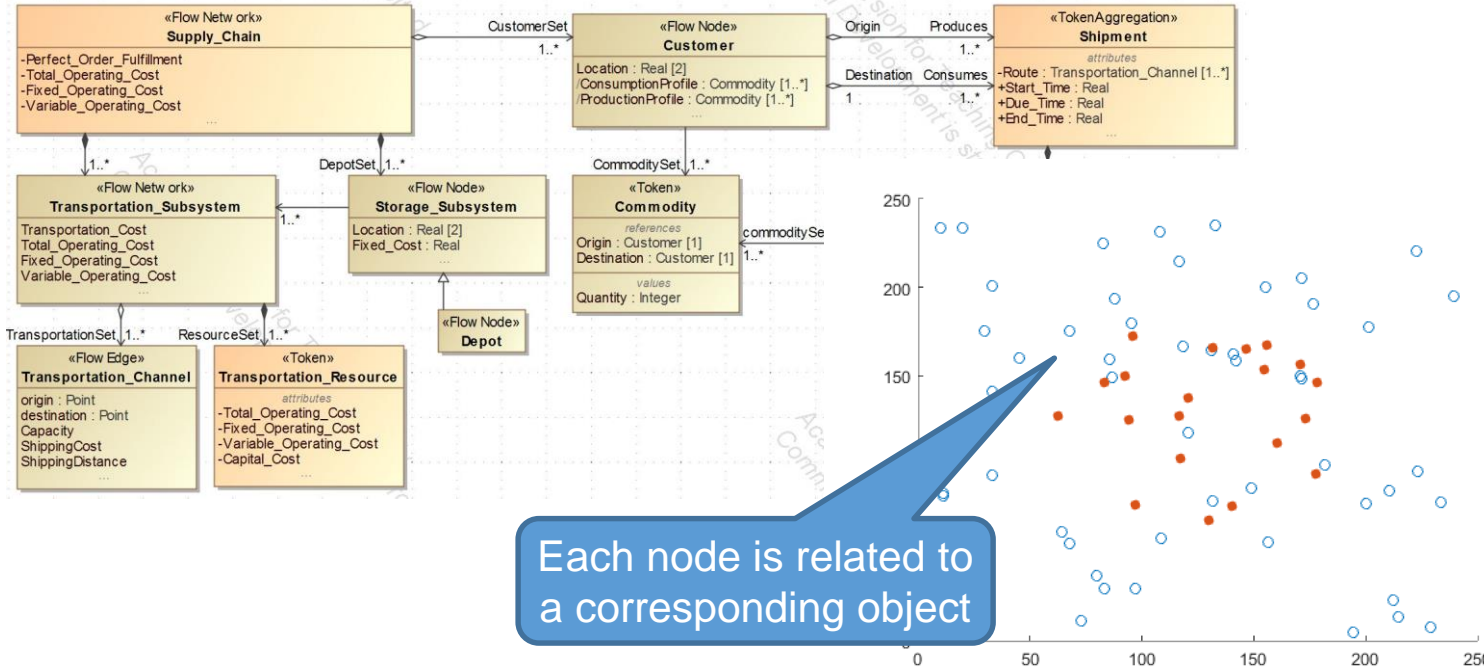 «Flow Network»
Supply_Chain
-Perfect_Order_Fulfillment
-Total_Operating_Cost
-Fixed_Operating_Cost
-Variable_Operating_Cost
...
CustomerSet
1..*
«Flow Node»
Customer
Location : Real [2]
/ConsumptionProfile : Commodity [1..*]
/ProductionProfile : Commodity [1..*]
...
Origin
Produces
1..*
Destination
Consumes
1
1..*
«TokenAggregation»
Shipment
attributes
-Route : Transportation_Channel [1..*]
+Start_Time : Real
+Due_Time : Real
+End_Time : Real
...
1..*
DepotSet
1..*
CommoditySet
1..*
«Flow Network»
Transportation_Subsystem
Transportation_Cost
Total_Operating_Cost
Fixed_Operating_Cost
Variable_Operating_Cost
...
1..*
«Flow Node»
Storage_Subsystem
Location : Real [2]
Fixed_Cost : Real
...
«Token»
Commodity
references
Origin : Customer [1]
Destination : Customer [1]
values
Quantity : Integer
commoditySe
1..*
«Flow Node»
Depot
TransportationSet
1..*
ResourceSet
1..*
«Flow Edge»
Transportation_Channel
origin : Point
destination : Point
Capacity
ShippingCost
ShippingDistance
...
«Token»
Transportation_Resource
attributes
-Total_Operating_Cost
-Fixed_Operating_Cost
-Variable_Operating_Cost
-Capital_Cost
...
250
200
150
0
50
100
150
200
250
Each node is related to
a corresponding object